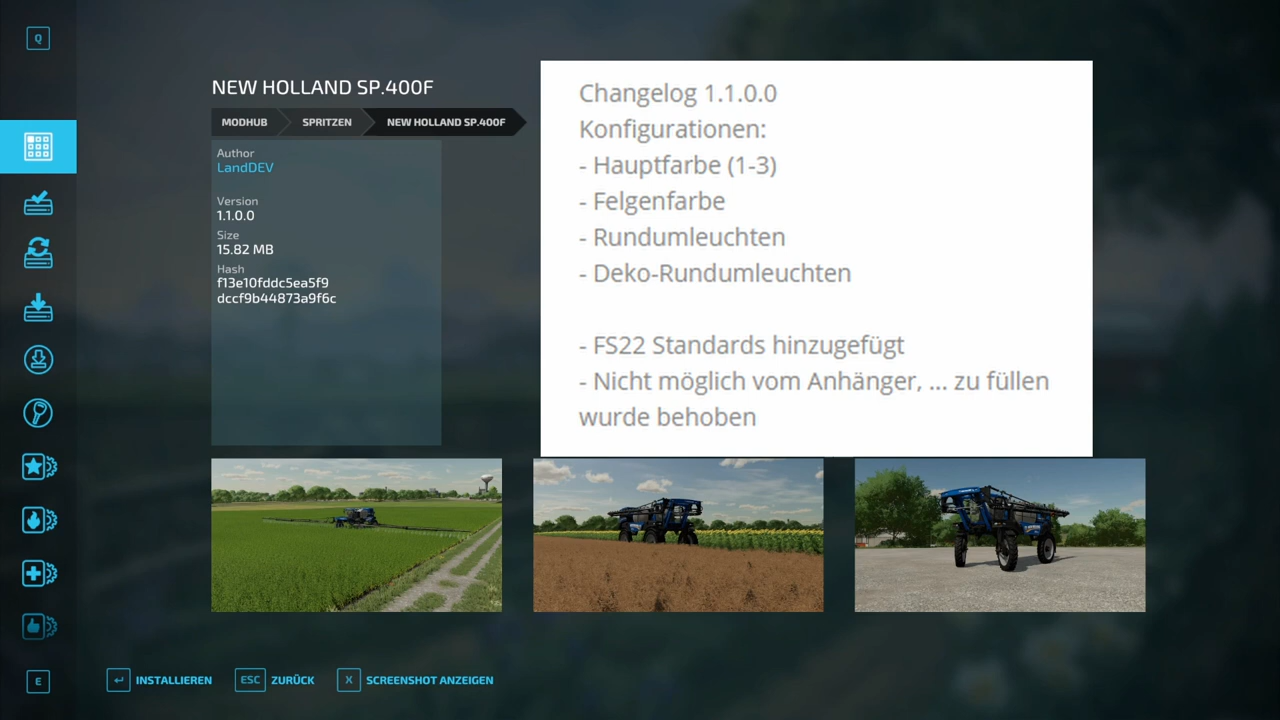 Q
NEW HOLLAND SP.400F
MODHUB
SPRITZEN
NEW HOLLAND SP.400F
Author
LandDEV
Version
1.1.0.0
Size
15.82 MB
Hash
f13e10fddc5ea5f9
dccf9b44873a9f6c
Changelog 1.1.0.0
Konfigurationen:
- Hauptfarbe (1-3)
- Felgenfarbe
- Rundumleuchten
- Deko-Rundumleuchten
- FS22 Standards hinzugefügt
- Nicht möglich vom Anhänger, ... zu füllen
wurde behoben
E
INSTALLIEREN
ESC ZURÜCK
X SCREENSHOT ANZEIGEN